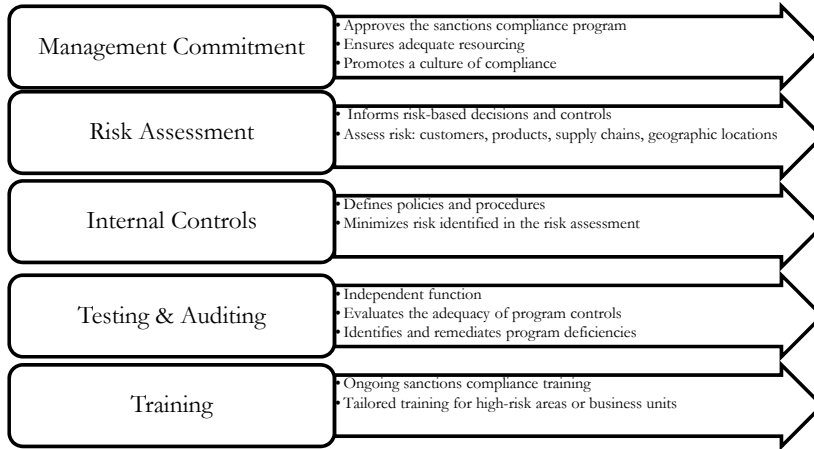 Management Commitment
• Approves the sanctions compliance program
• Ensures adequate resourcing
• Promotes a culture of compliance
Risk Assessment
• Informs risk-based decisions and controls
• Assess risk: customers, products, supply chains, geographic locations
Internal Controls
• Defines policies and procedures
• Minimizes risk identified in the risk assessment
Testing & Auditing
• Independent function
• Evaluates the adequacy of program controls
• Identifies and remediates program deficiencies
Training
• Ongoing sanctions compliance training
• Tailored training for high-risk areas or business units